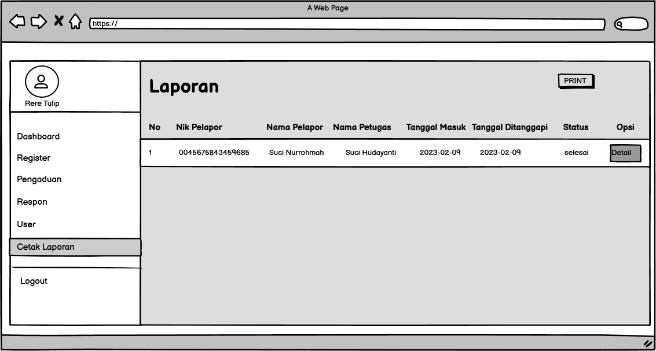 A Web Page
https://
Rere Tulip
Dashboard
Register
Pengaduan
Respon
User
Cetak Laporan
Logout
Laporan
PRINT
No Nik Pelapor Nama Pelapor Nama Petugas Tanggal Masuk Tanggal Ditanggapi Status Opsi
1 0045675843459685 Suci Nurrohmah Suci Hudayanti 2023-02-09 2023-02-09 selesai Detail